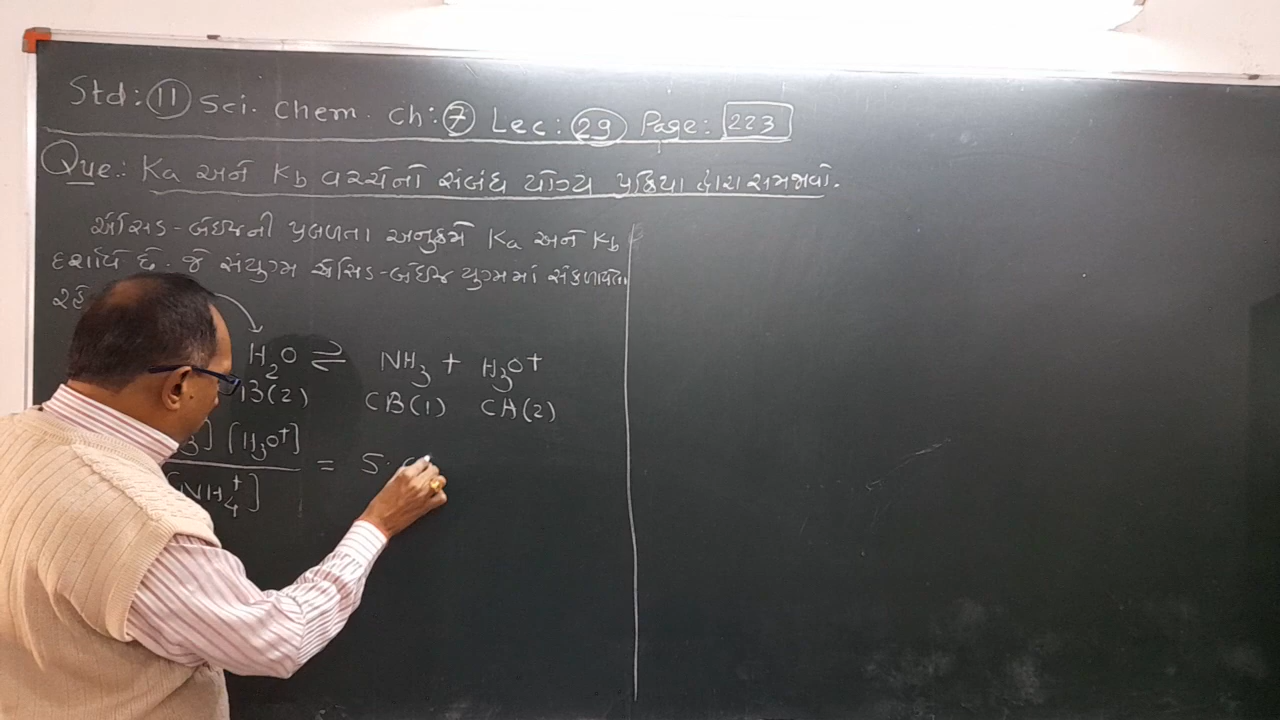 Std: 11 Sci. Chem. Ch: 7 Lec: 29 Page: 223
Que.: Ka અને Kb વચ્ચેનો સંબંધ યોગ્ય પ્રક્રિયા દ્વારા સમજાવો.
ઍસિડ-બેઇઝની પ્રબળતા અનુક્રમે Ka અને Kb
દર્શાવે છે. જે સંયુગ્મ ઍસિડ-બેઇઝ યુગ્મમાં સંકળાયેલા
H2O ⇌ NH3 + H3O+
B(2) CB(1) CA(2)
3] [H3O+]
= 5.
[NH4+]